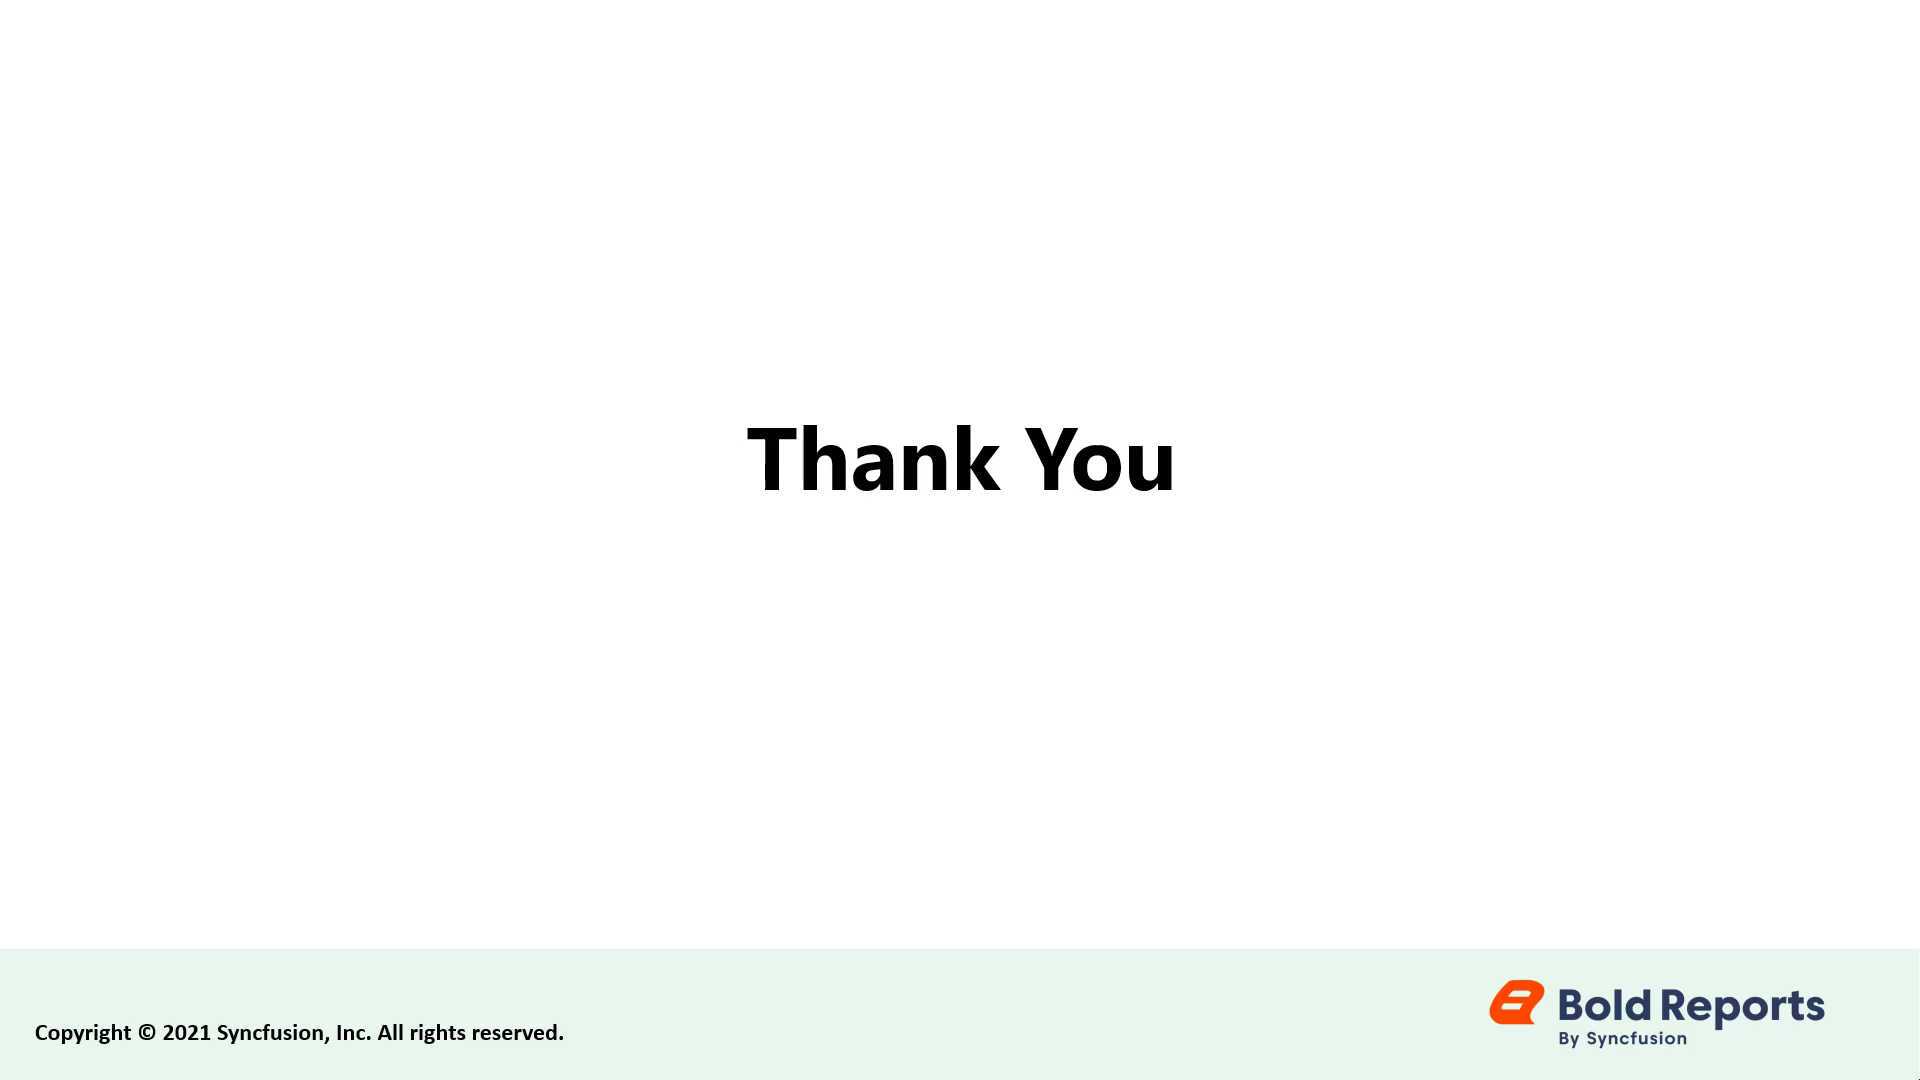 Thank You
Copyright © 2021 Syncfusion, Inc. All rights reserved.
Bold Reports
By Syncfusion